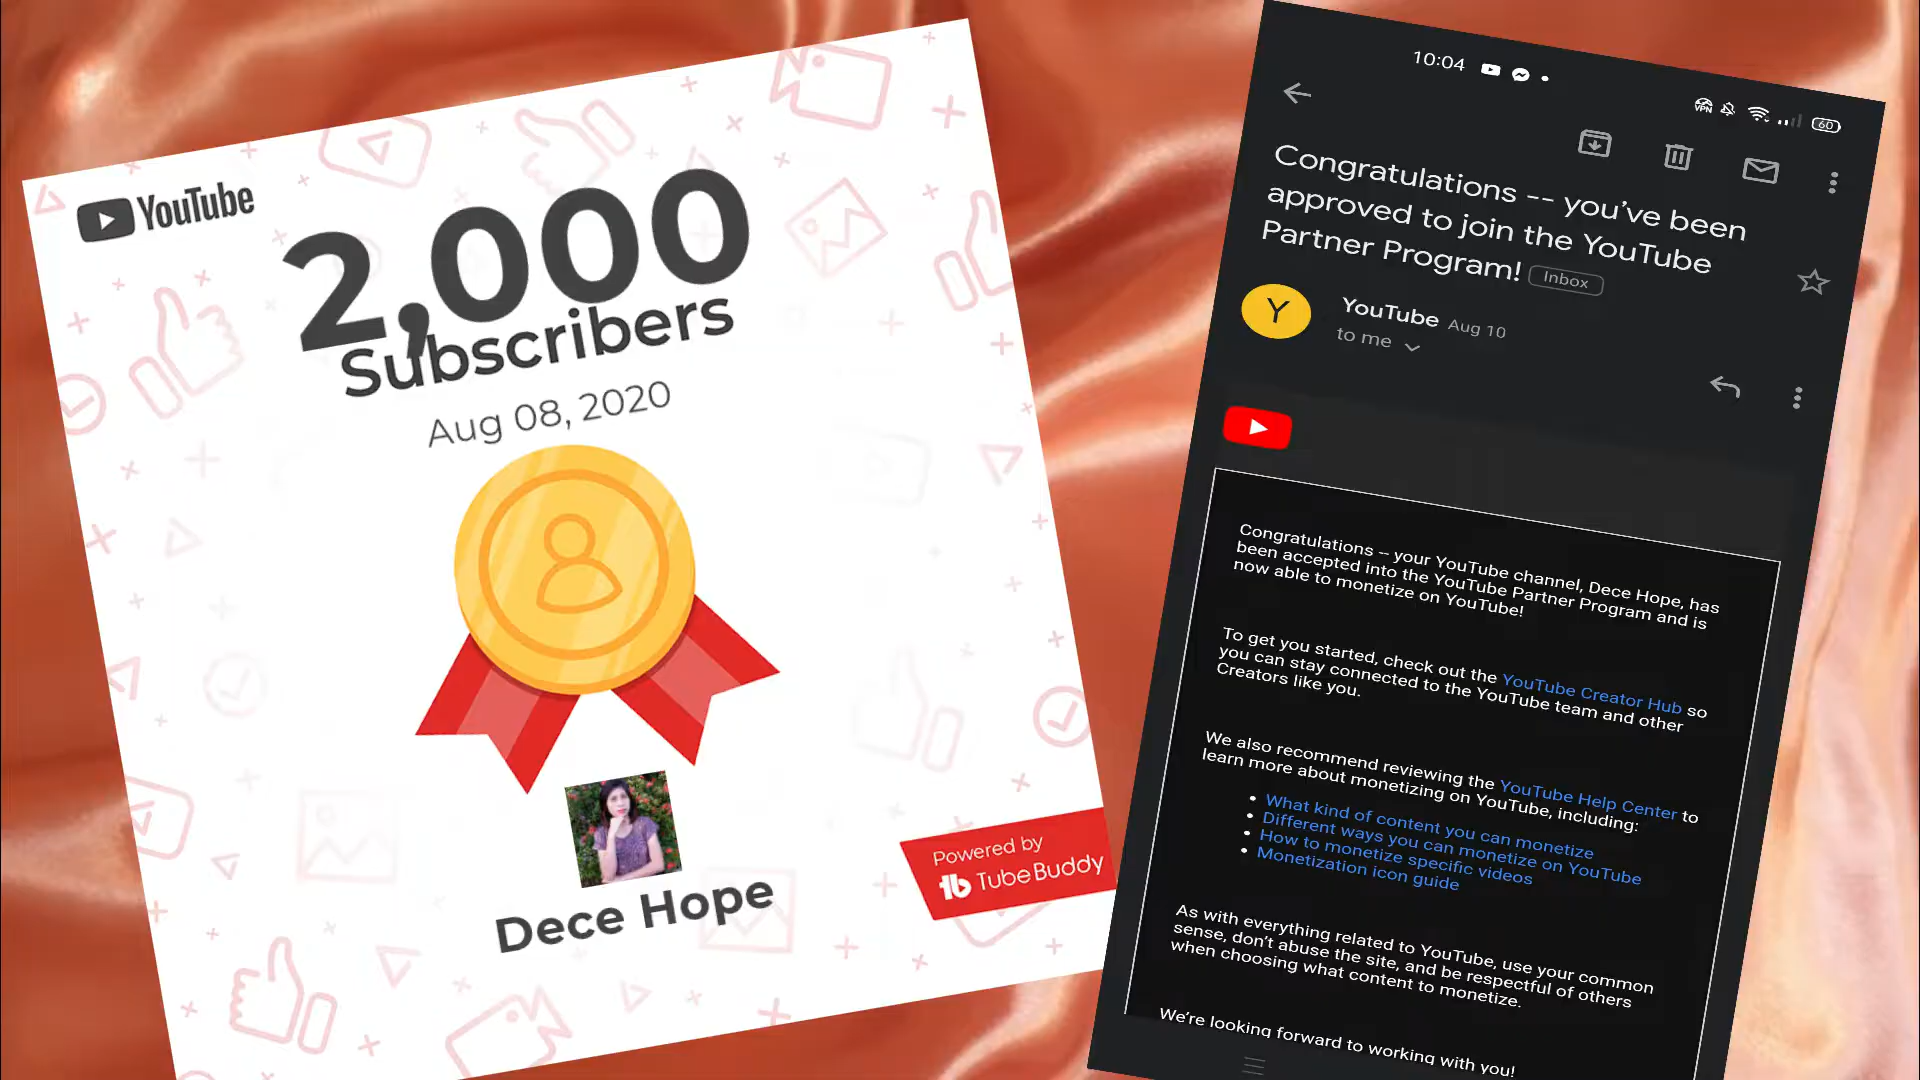 YouTube
2,000
Subscribers
Aug 08, 2020
Dece Hope
Powered by
tb TubeBuddy
10:04
VPN
60
Congratulations -- you've been
approved to join the YouTube
Partner Program! Inbox
Y
YouTube Aug 10
to me
Congratulations -- your YouTube channel, Dece Hope, has
been accepted into the YouTube Partner Program and is
now able to monetize on YouTube!
To get you started, check out the YouTube Creator Hub so
you can stay connected to the YouTube team and other
Creators like you.
We also recommend reviewing the YouTube Help Center to
learn more about monetizing on YouTube, including:
• What kind of content you can monetize
• Different ways you can monetize on YouTube
• How to monetize specific videos
• Monetization icon guide
As with everything related to YouTube, use your common
sense, don't abuse the site, and be respectful of others
when choosing what content to monetize.
We're looking forward to working with you!